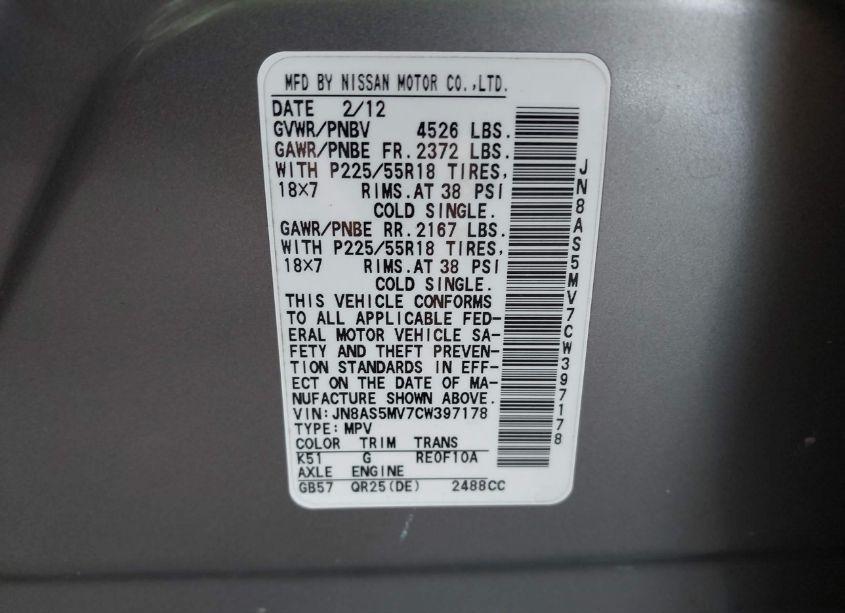 MFD BY NISSAN MOTOR CO.,LTD.
DATE 2/12
GVWR/PNBV 4526 LBS.
GAWR/PNBE FR. 2372 LBS.
WITH P225/55R18 TIRES,
18×7 RIMS.AT 38 PSI
COLD SINGLE.
GAWR/PNBE RR. 2167 LBS.
WITH P225/55R18 TIRES,
18×7 RIMS.AT 38 PSI
COLD SINGLE.
THIS VEHICLE CONFORMS
TO ALL APPLICABLE FED-
ERAL MOTOR VEHICLE SA-
FETY AND THEFT PREVEN-
TION STANDARDS IN EFF-
ECT ON THE DATE OF MA-
NUFACTURE SHOWN ABOVE.
VIN: JN8AS5MV7CW397178
TYPE: MPV
COLOR TRIM TRANS
K51 G RE0F10A
AXLE ENGINE
GB57 QR25(DE) 2488CC
JN8AS5MV7CW397178